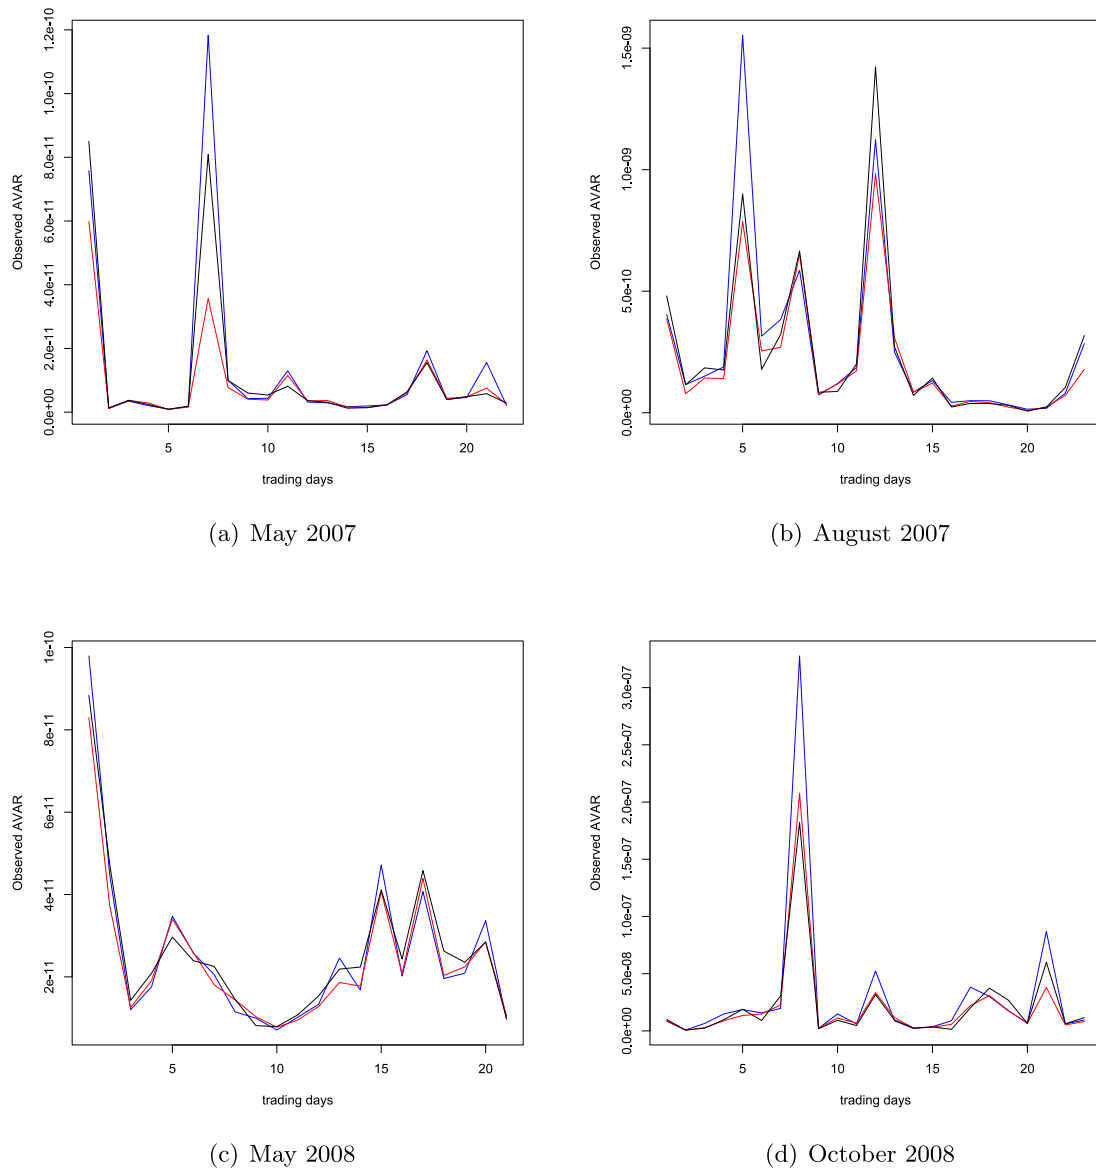 Observed AVAR
0.0e+00 2.0e-11 4.0e-11 6.0e-11 8.0e-11 1.0e-10 1.2e-10
5 10 15 20
trading days
(a) May 2007
Observed AVAR
0.0e+00 5.0e-10 1.0e-09 1.5e-09
5 10 15 20
trading days
(b) August 2007
Observed AVAR
2e-11 4e-11 6e-11 8e-11 1e-10
5 10 15 20
trading days
(c) May 2008
Observed AVAR
0.0e+00 5.0e-08 1.0e-07 1.5e-07 2.0e-07 2.5e-07 3.0e-07
5 10 15 20
trading days
(d) October 2008